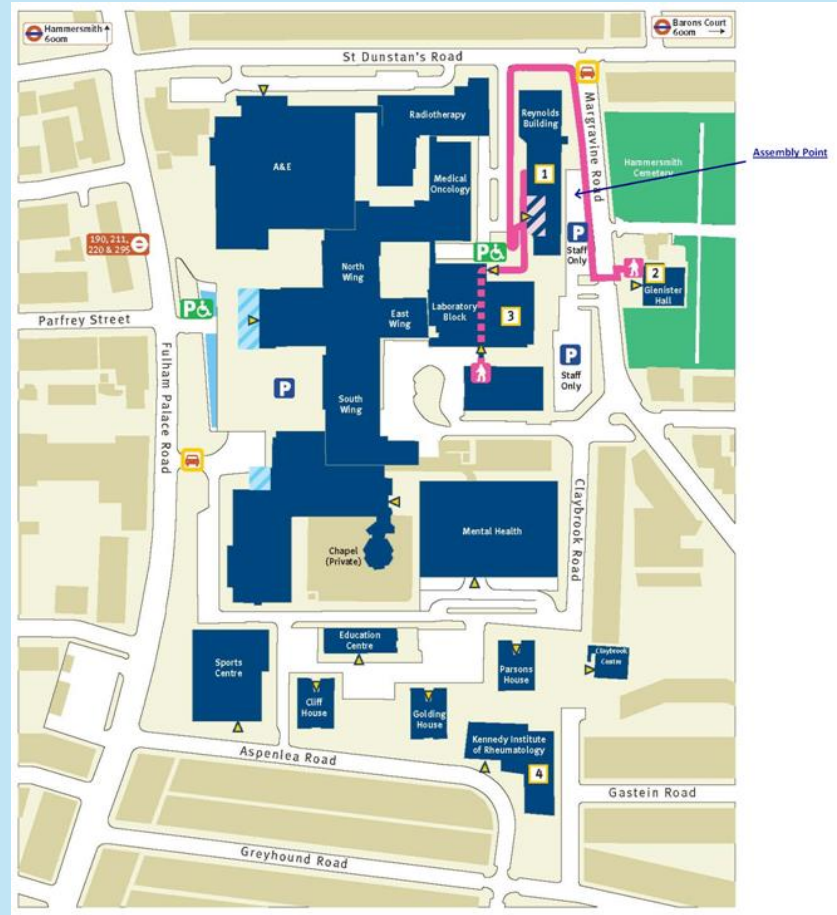 Hammersmith
600m
Barons Court
600m
St Dunstan's Road
Margravine Road
Assembly Point
Radiotherapy
Reynolds
Building
A&E
Medical
Oncology
1
Hammersmith
Cemetery
190, 211,
220 & 295
P
Staff
Only
P
2
Glenister
Hall
North
Wing
P
Parfrey Street
East
Wing
Laboratory
Block
3
P
Staff
Only
Fulham Palace Road
P
South
Wing
Claybrook Road
Mental Health
Chapel
(Private)
Education
Centre
Sports
Centre
Parsons
House
Claybrook
Centre
Cliff
House
Golding
House
Kennedy Institute
of Rheumatology
4
Aspenlea Road
Gastein Road
Greyhound Road